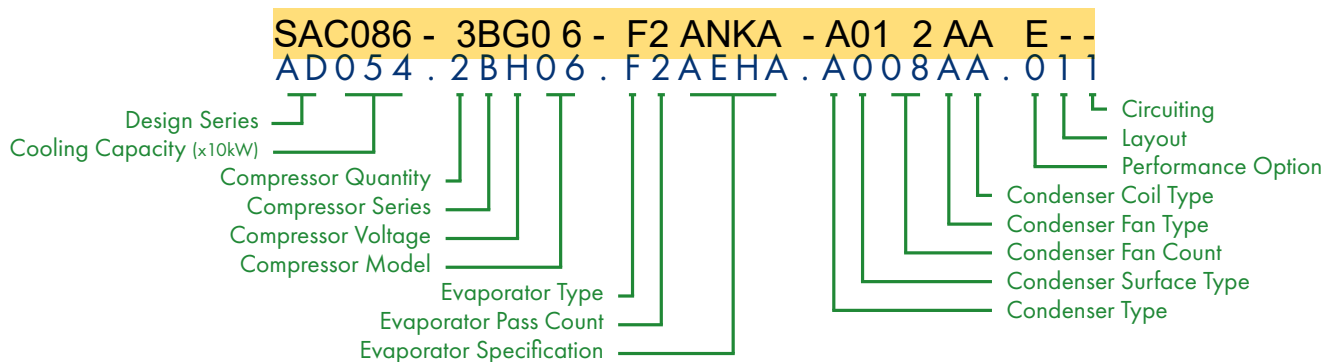 SAC086 - 3BG0 6 - F2 ANKA - A01 2 AA E - -
AD054.2BH06.F2AEHA.A008AA.011
Design Series
Cooling Capacity (x10kW)
Compressor Quantity
Compressor Series
Compressor Voltage
Compressor Model
Evaporator Type
Evaporator Pass Count
Evaporator Specification
Circuiting
Layout
Performance Option
Condenser Coil Type
Condenser Fan Type
Condenser Fan Count
Condenser Surface Type
Condenser Type